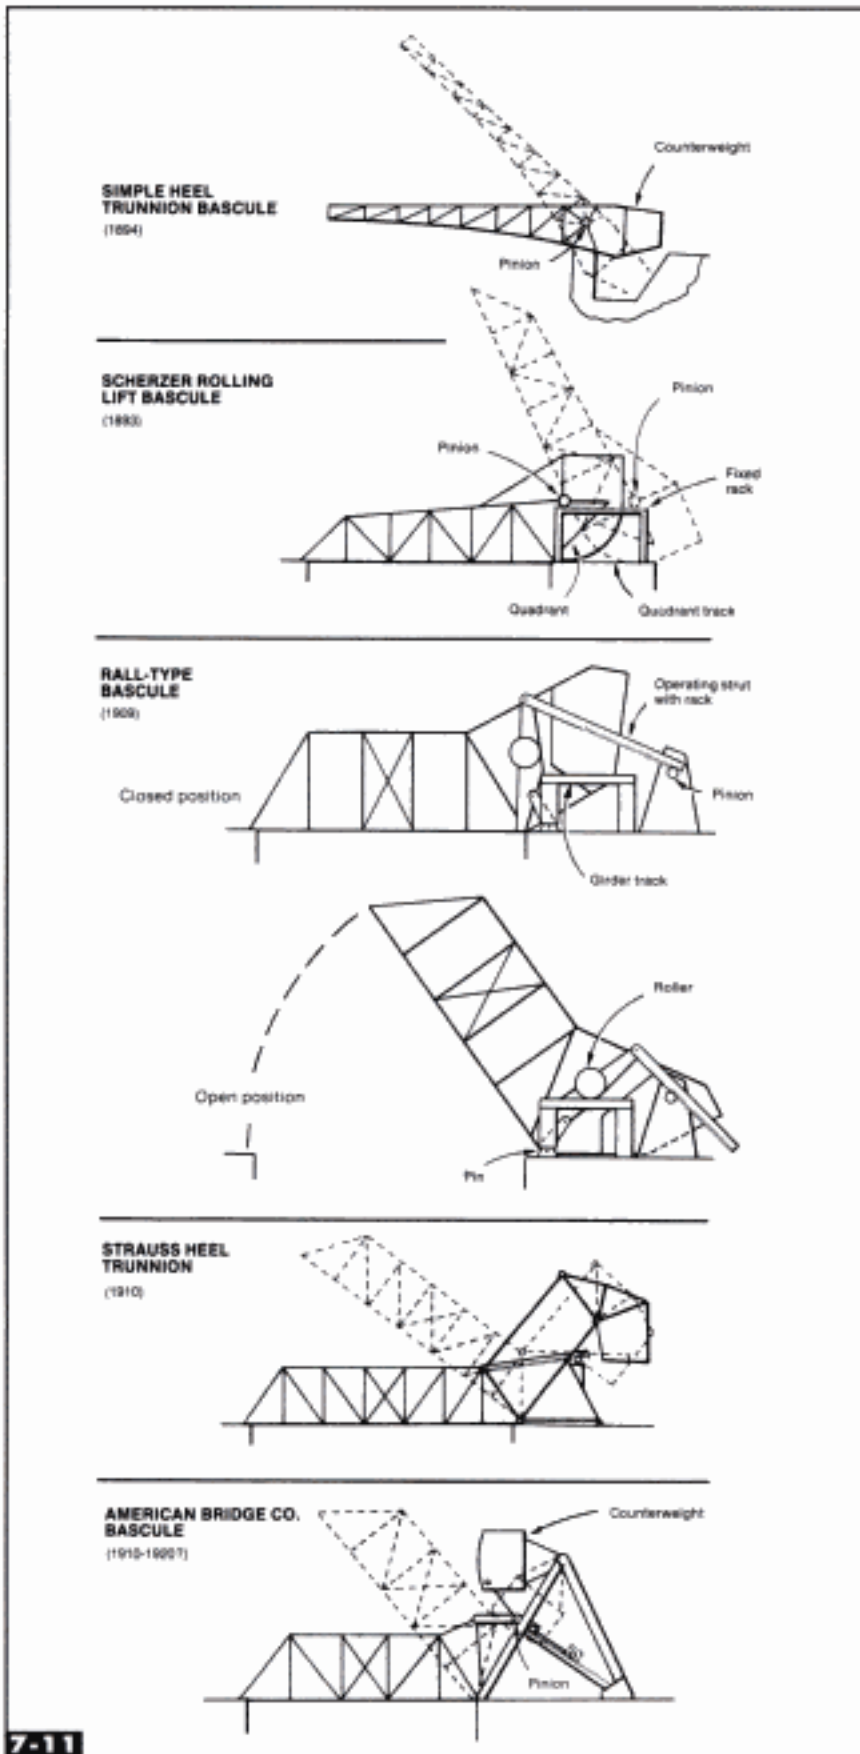 SIMPLE HEEL
TRUNNION BASCULE
(1894)
Counterweight
Pinion
SCHERZER ROLLING
LIFT BASCULE
(1893)
Pinion
Pinion
Fixed
rack
Quadrant
Quadrant track
RALL-TYPE
BASCULE
(1909)
Operating strut
with rack
Closed position
Pinion
Girder track
Roller
Open position
Pin
STRAUSS HEEL
TRUNNION
(1910)
AMERICAN BRIDGE CO.
BASCULE
Counterweight
Pinion
7-11